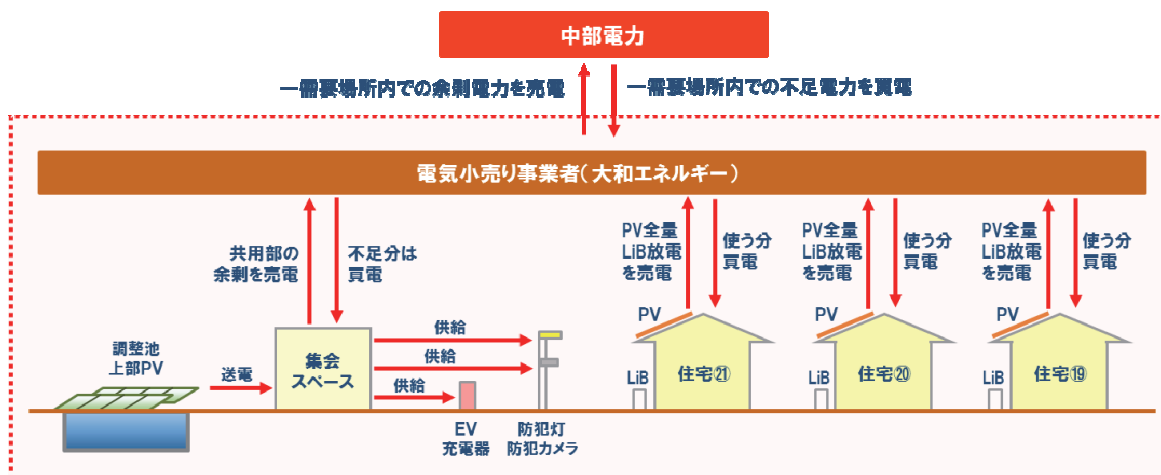 中部電力
一需要場所内での余剰電力を売電
一需要場所内での不足電力を買電
電気小売り事業者(大和エネルギー)
共用部の
余剰を売電
不足分は
買電
PV全量
LiB放電
を売電
使う分
買電
PV全量
LiB放電
を売電
使う分
買電
PV全量
LiB放電
を売電
使う分
買電
調整池
上部PV
送電
集会
スペース
供給
供給
供給
EV
充電器
防犯灯
防犯カメラ
PV
LiB
住宅㉑
PV
LiB
住宅⑳
PV
LiB
住宅⑲